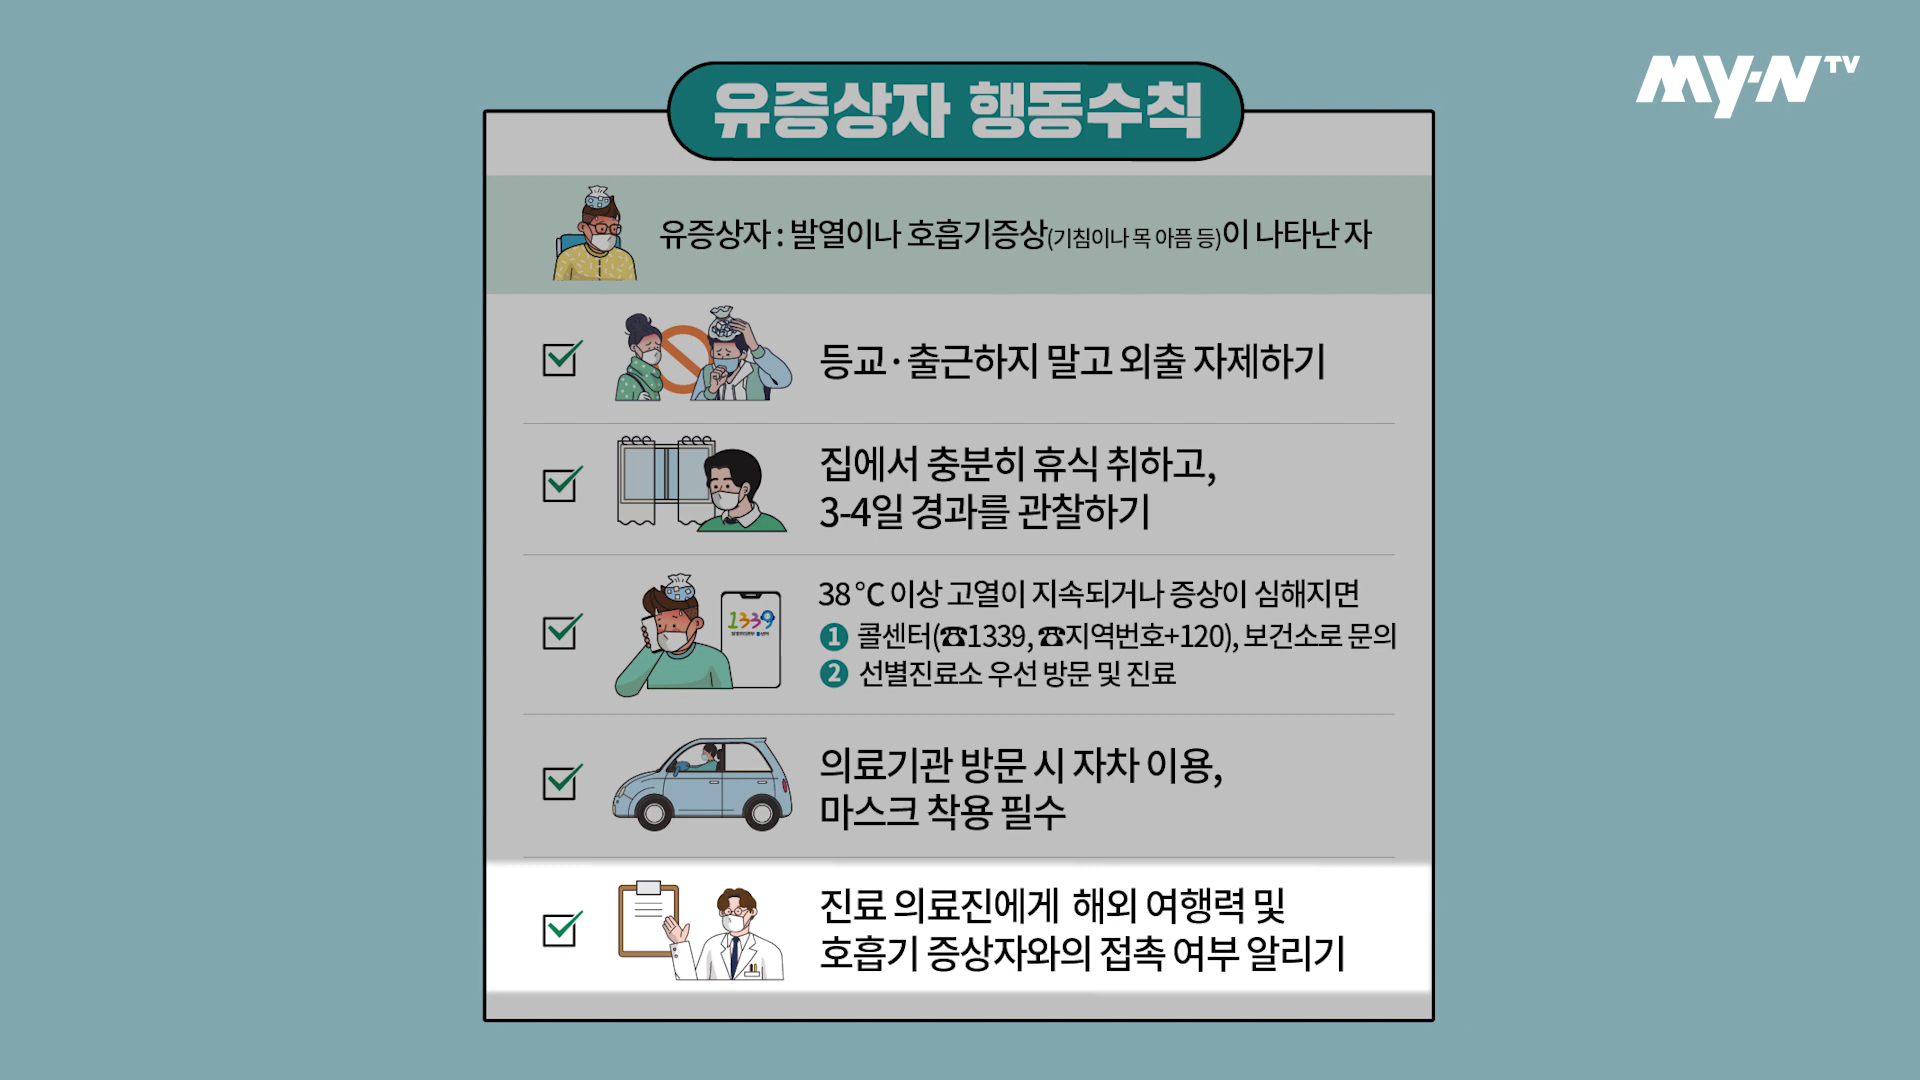 MY-N TV
유증상자 행동수칙
유증상자 : 발열이나 호흡기증상(기침이나 목 아픔 등)이 나타난 자
등교·출근하지 말고 외출 자제하기
집에서 충분히 휴식 취하고,
3-4일 경과를 관찰하기
38℃ 이상 고열이 지속되거나 증상이 심해지면
❶ 콜센터(☎1339, ☎지역번호+120), 보건소로 문의
❷ 선별진료소 우선 방문 및 진료
1339
의료기관 방문 시 자차 이용,
마스크 착용 필수
진료 의료진에게 해외 여행력 및
호흡기 증상자와의 접촉 여부 알리기